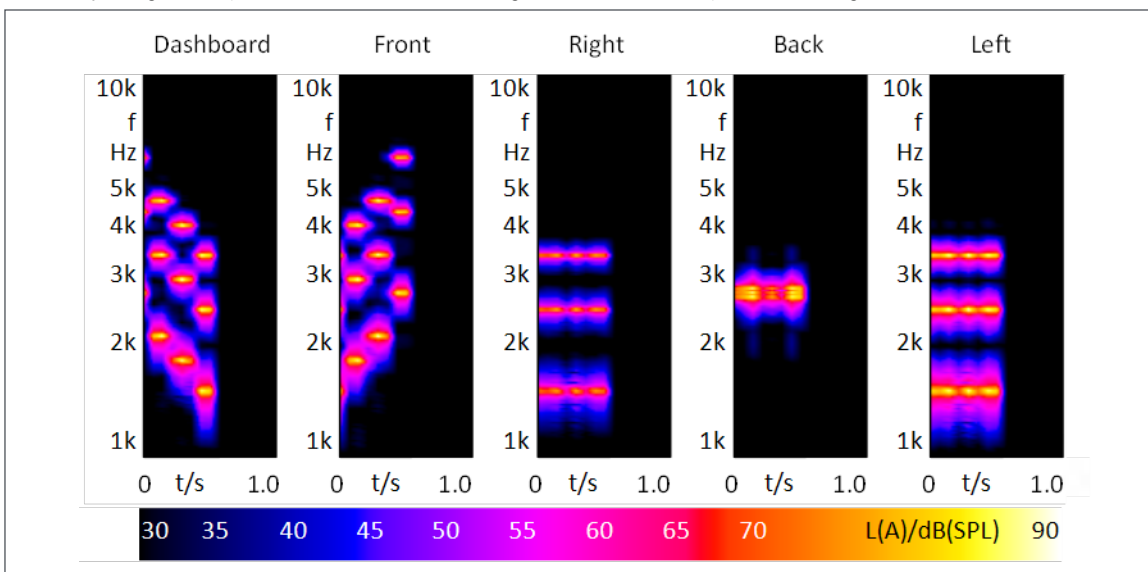 Dashboard Front Right Back Left
10k 10k 10k 10k 10k
f f f f f
Hz Hz Hz Hz Hz
5k 5k 5k 5k 5k
4k 4k 4k 4k 4k
3k 3k 3k 3k 3k
2k 2k 2k 2k 2k
1k 1k 1k 1k 1k
0 t/s 1.0 0 t/s 1.0 0 t/s 1.0 0 t/s 1.0 0 t/s 1.0
30 35 40 45 50 55 60 65 70 L(A)/dB(SPL) 90